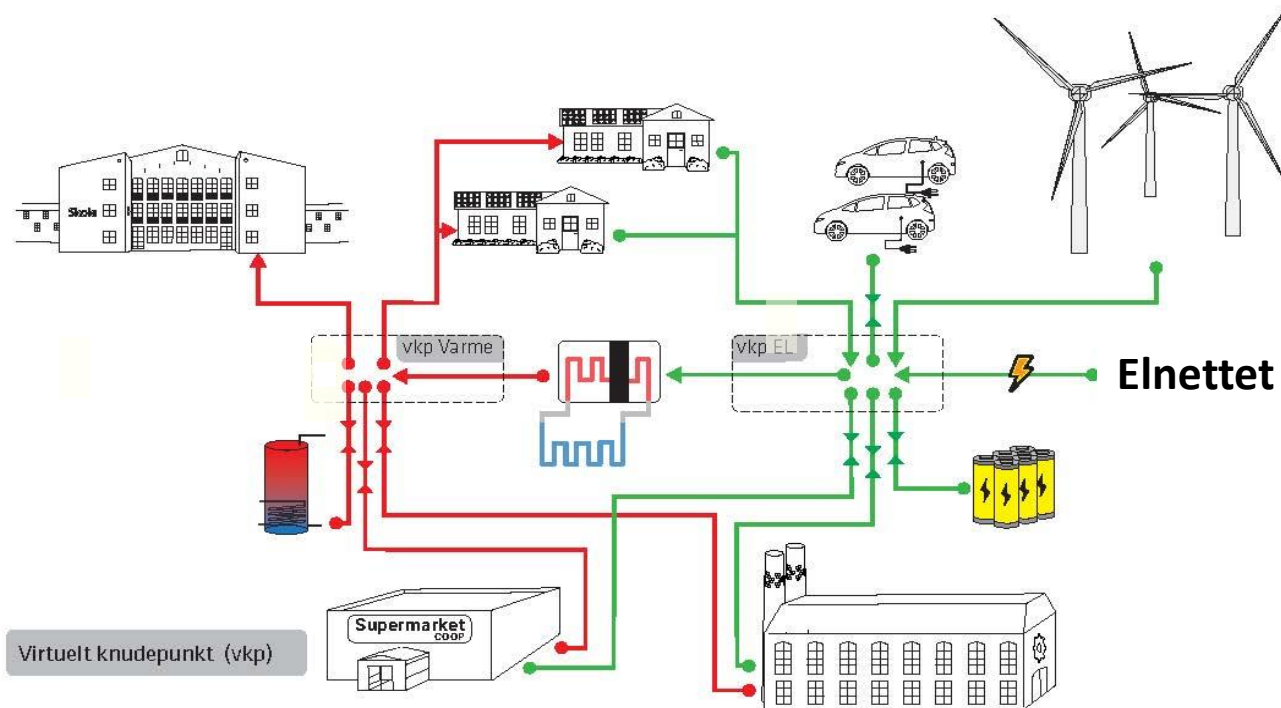 Skole
vkp Varme
vkp EL
Elnettet
Supermarket
COOP
Virtuelt knudepunkt (vkp)